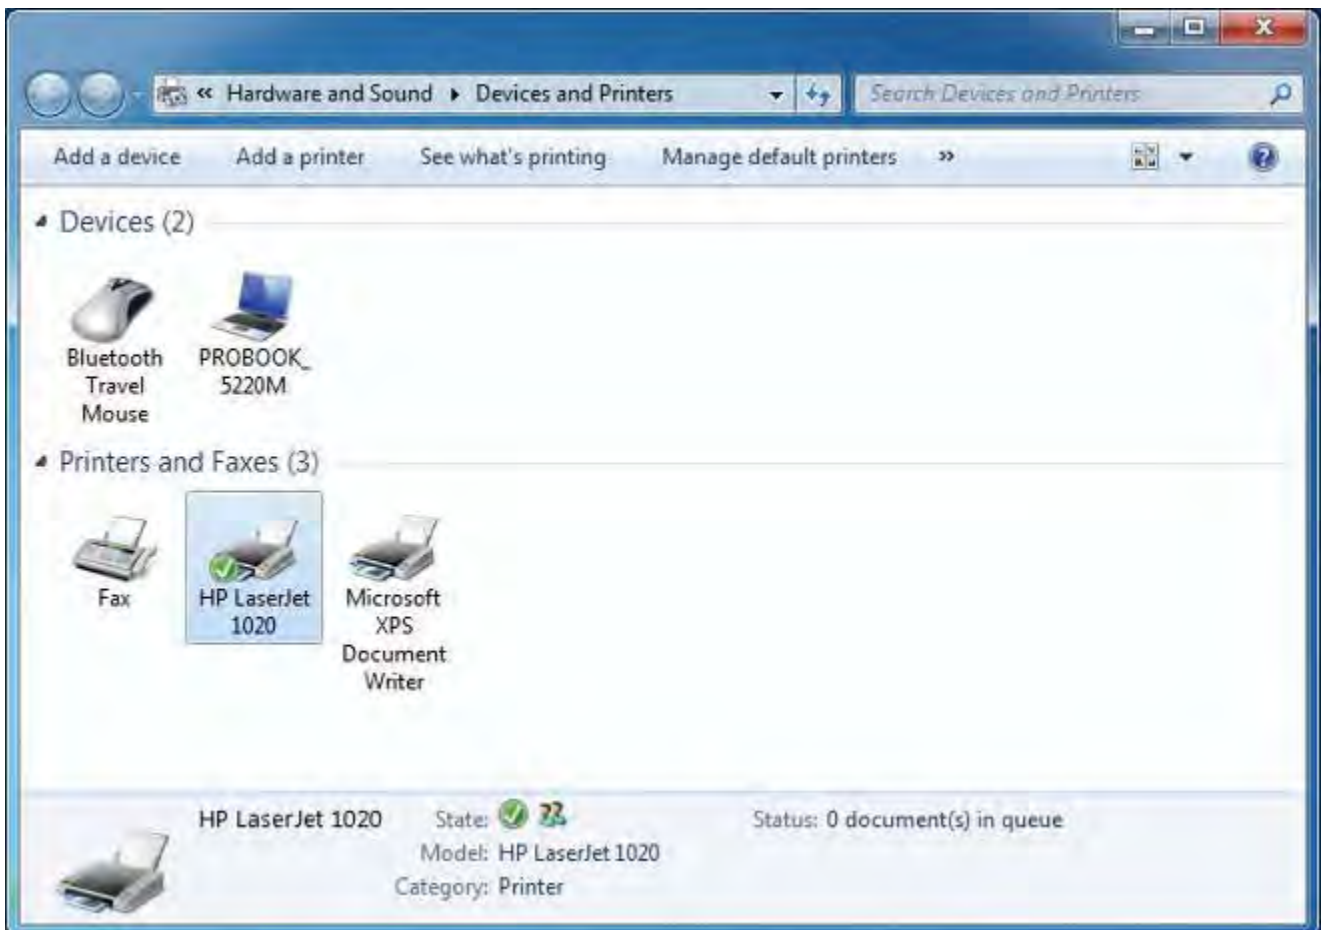 « Hardware and Sound ▸ Devices and Printers
Search Devices and Printers
Add a device Add a printer See what's printing Manage default printers »
Devices (2)
Bluetooth
Travel
Mouse
PROBOOK_
5220M
Printers and Faxes (3)
Fax
HP LaserJet
1020
Microsoft
XPS
Document
Writer
HP LaserJet 1020 State: Status: 0 document(s) in queue
Model: HP LaserJet 1020
Category: Printer